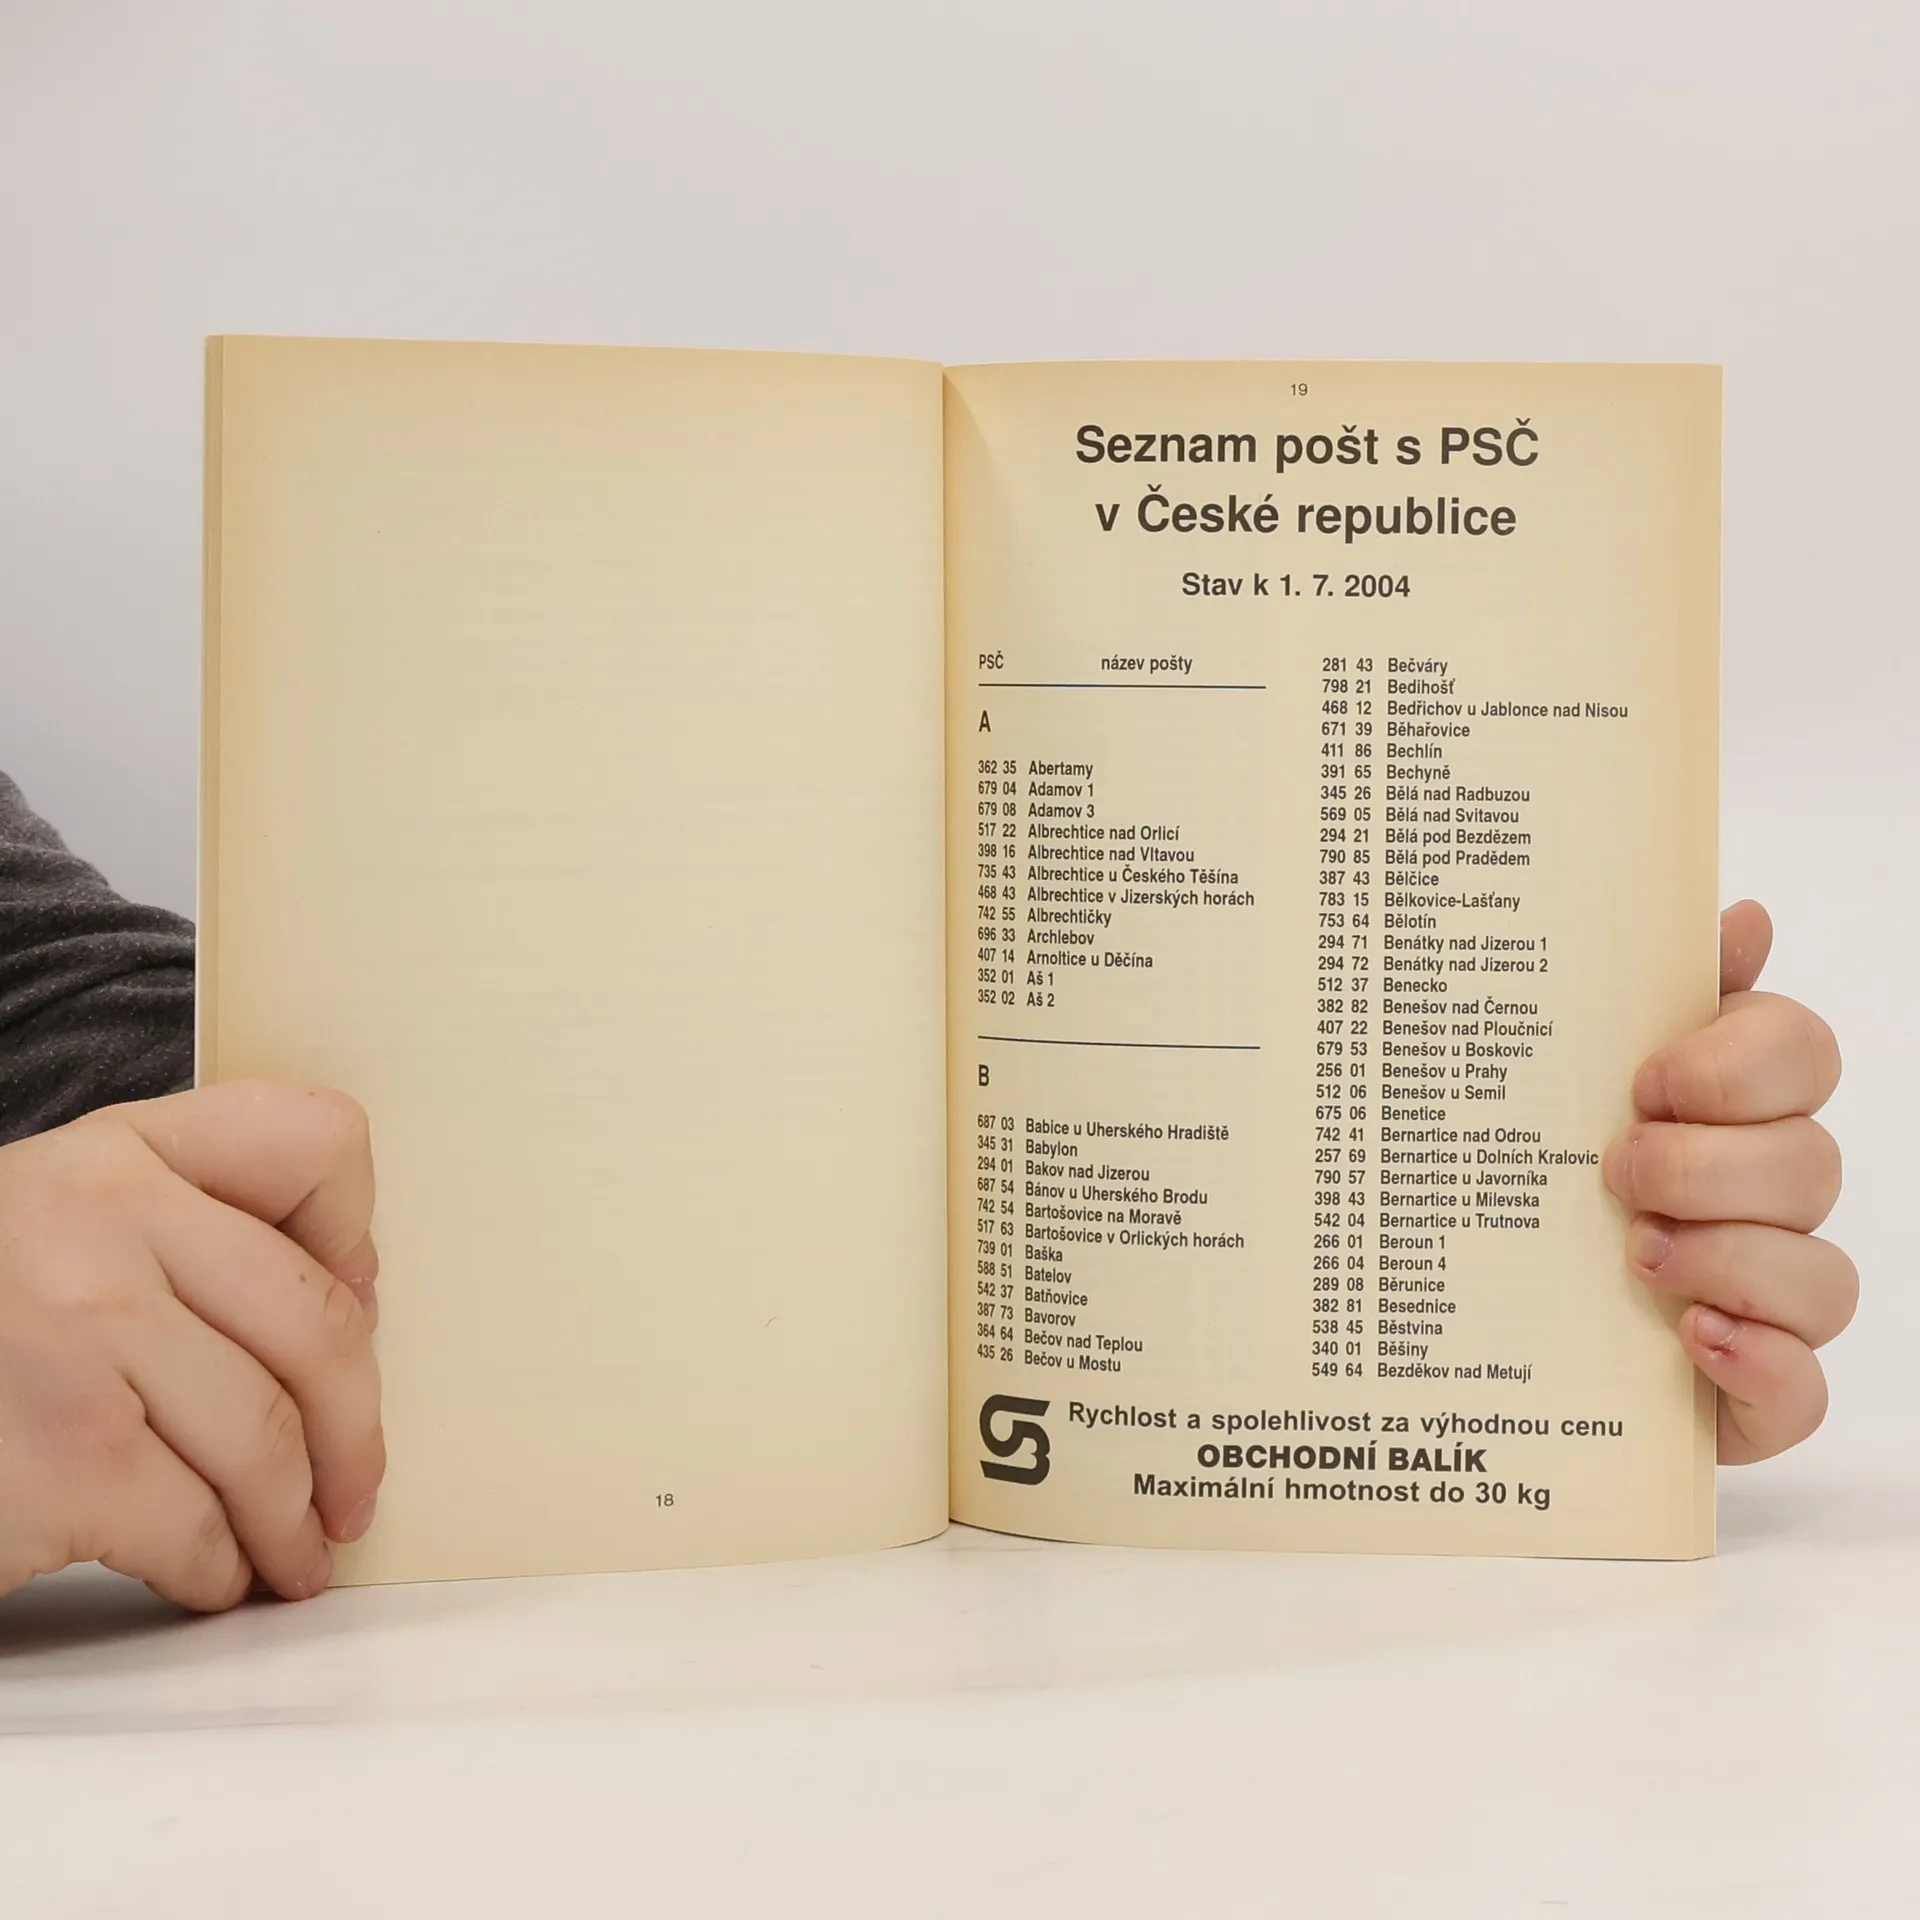 18
19
Seznam pošt s PSČ
v České republice
Stav k 1. 7. 2004
PSČ název pošty
A
362 35 Abertamy
679 04 Adamov 1
679 08 Adamov 3
517 22 Albrechtice nad Orlicí
398 16 Albrechtice nad Vltavou
735 43 Albrechtice u Českého Těšína
468 43 Albrechtice v Jizerských horách
742 55 Albrechtičky
696 33 Archlebov
407 14 Arnoltice u Děčína
352 01 Aš 1
352 02 Aš 2
B
687 03 Babice u Uherského Hradiště
345 31 Babylon
294 01 Bakov nad Jizerou
687 54 Bánov u Uherského Brodu
742 54 Bartošovice na Moravě
517 63 Bartošovice v Orlických horách
739 01 Baška
588 51 Batelov
542 37 Batňovice
387 73 Bavorov
364 64 Bečov nad Teplou
435 26 Bečov u Mostu
281 43 Bečváry
798 21 Bedihošť
468 12 Bedřichov u Jablonce nad Nisou
671 39 Běhařovice
411 86 Bechlín
391 65 Bechyně
345 26 Bělá nad Radbuzou
569 05 Bělá nad Svitavou
294 21 Bělá pod Bezdězem
790 85 Bělá pod Pradědem
387 43 Bělčice
783 15 Bělkovice-Lašťany
753 64 Bělotín
294 71 Benátky nad Jizerou 1
294 72 Benátky nad Jizerou 2
512 37 Benecko
382 82 Benešov nad Černou
407 22 Benešov nad Ploučnicí
679 53 Benešov u Boskovic
256 01 Benešov u Prahy
512 06 Benešov u Semil
675 06 Benetice
742 41 Bernartice nad Odrou
257 69 Bernartice u Dolních Kralovic
790 57 Bernartice u Javorníka
398 43 Bernartice u Milevska
542 04 Bernartice u Trutnova
266 01 Beroun 1
266 04 Beroun 4
289 08 Běrunice
382 81 Besednice
538 45 Běstvina
340 01 Běšiny
549 64 Bezděkov nad Metují
Rychlost a spolehlivost za výhodnou cenu
OBCHODNÍ BALÍK
Maximální hmotnost do 30 kg